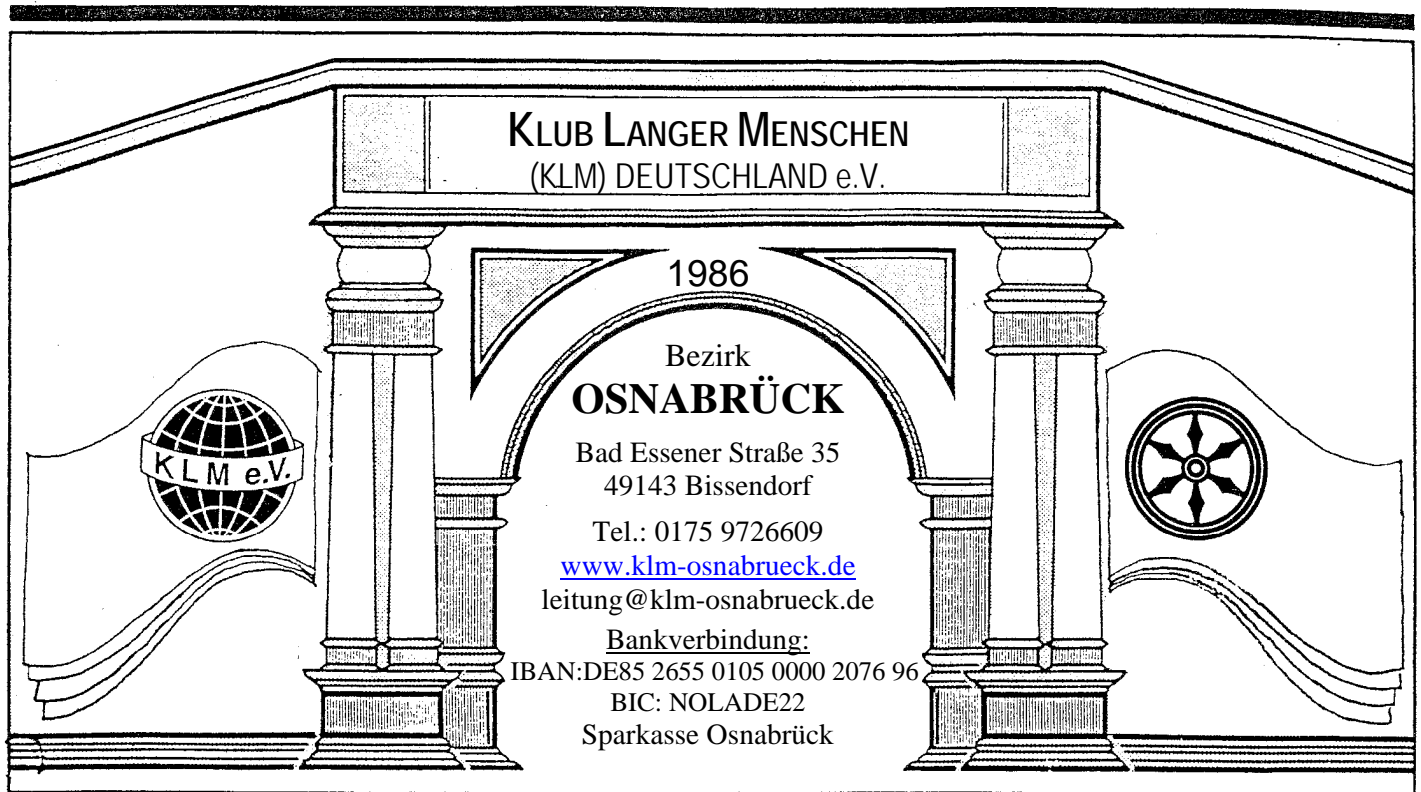 KLUB LANGER MENSCHEN
(KLM) DEUTSCHLAND e.V.
1986
Bezirk
OSNABRÜCK
Bad Essener Straße 35
49143 Bissendorf
Tel.: 0175 9726609
www.klm-osnabrueck.de
leitung@klm-osnabrueck.de
Bankverbindung:
IBAN:DE85 2655 0105 0000 2076 96
BIC: NOLADE22
Sparkasse Osnabrück
KLM e.V.